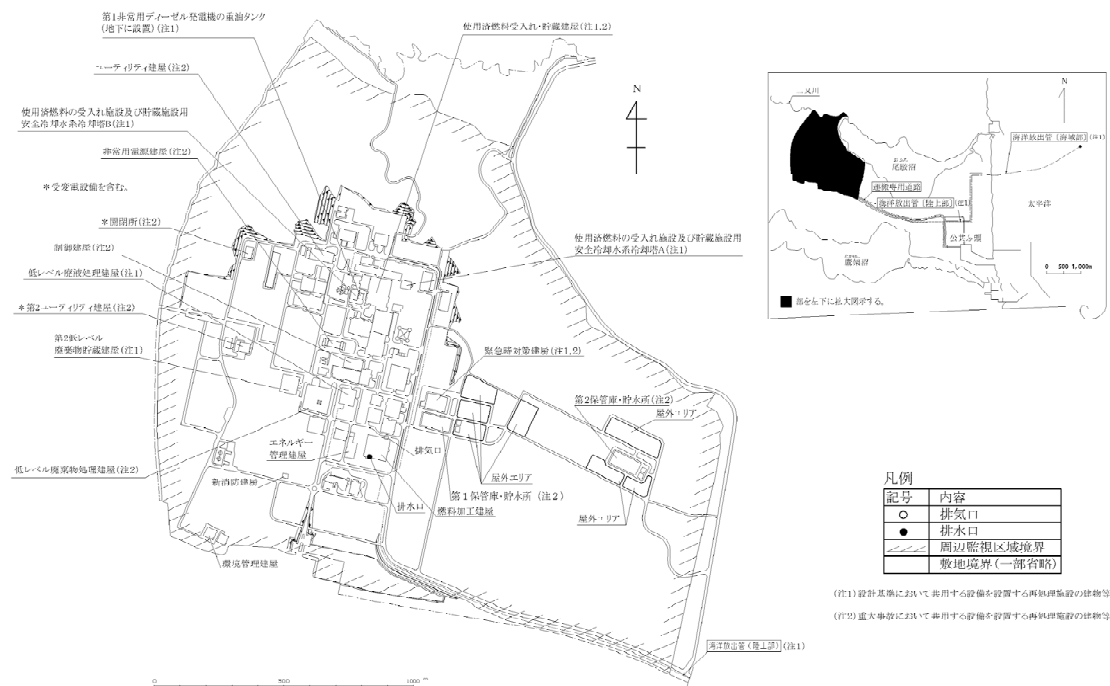 第1非常用ディーゼル発電機の重油タンク
(地下に設置)(注1)
使用済燃料受入れ・貯蔵建屋(注1,2)
ユーティリティ建屋(注2)
使用済燃料の受入れ施設及び貯蔵施設用
安全冷却水系冷却塔B(注1)
非常用電源建屋(注2)
＊受変電設備を含む。
＊開閉所(注2)
制御建屋(注2)
低レベル廃液処理建屋(注1)
＊第2ユーティリティ建屋(注2)
第2低レベル
廃棄物貯蔵建屋(注1)
低レベル廃棄物処理建屋(注2)
新消防建屋
環境管理建屋
エネルギー
管理建屋
排気口
排水口
燃料加工建屋
第1保管庫・貯水所(注2)
屋外エリア
緊急時対策建屋(注1,2)
使用済燃料の受入れ施設及び貯蔵施設用
安全冷却水系冷却塔A(注1)
第2保管庫・貯水所(注2)
屋外エリア
屋外エリア
海洋放出管(陸上部)(注1)
N
0 500 1000 m
二又川
尾駮沼
鷹架沼
運搬専用道路
海洋放出管(陸上部)(注1)
海洋放出管(海域部)(注1)
太平洋
N
0 500 1,000m
部を左下に拡大図示する。
凡例
記号 内容
排気口
排水口
周辺監視区域境界
敷地境界(一部省略)
(注1)設計基準において共用する設備を設置する再処理施設の建物等
(注2)重大事故において共用する設備を設置する再処理施設の建物等